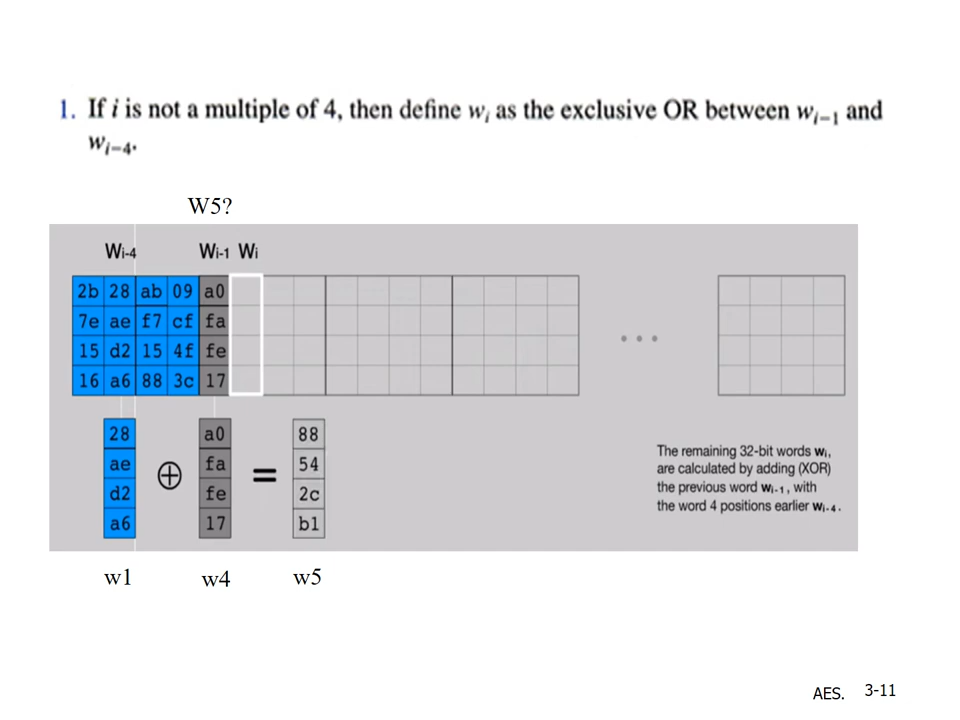 1. If i is not a multiple of 4, then define wᵢ as the exclusive OR between wᵢ₋₁ and
wᵢ₋₄.
W5?
Wᵢ₋₄ Wᵢ₋₁ Wᵢ
2b 28 ab 09 a0
7e ae f7 cf fa
15 d2 15 4f fe
16 a6 88 3c 17
• • •
28 a0 88
ae ⊕ fa = 54
d2 fe 2c
a6 17 b1
The remaining 32-bit words wᵢ,
are calculated by adding (XOR)
the previous word wᵢ₋₁, with
the word 4 positions earlier wᵢ₋₄.
w1 w4 w5
AES. 3-11